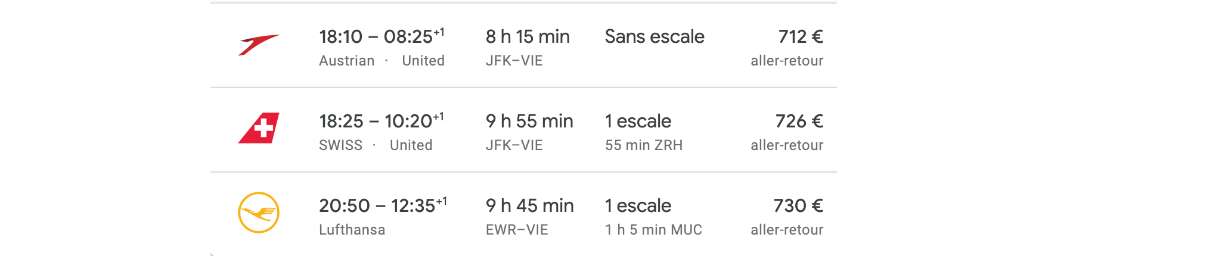 18:10 – 08:25+1 8 h 15 min Sans escale 712 €
Austrian · United JFK–VIE aller-retour
18:25 – 10:20+1 9 h 55 min 1 escale 726 €
SWISS · United JFK–VIE 55 min ZRH aller-retour
20:50 – 12:35+1 9 h 45 min 1 escale 730 €
Lufthansa EWR–VIE 1 h 5 min MUC aller-retour